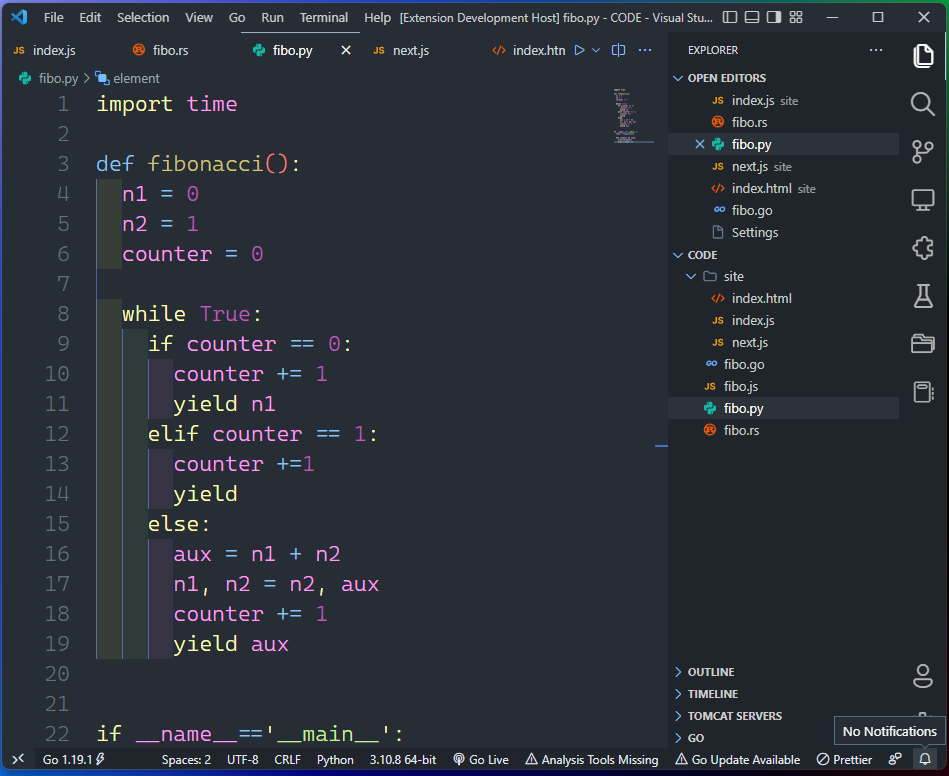 File Edit Selection View Go Run Terminal Help [Extension Development Host] fibo.py - CODE - Visual Stu...
JS index.js fibo.rs fibo.py JS next.js index.htn
fibo.py > element
1 import time
2
3 def fibonacci():
4 n1 = 0
5 n2 = 1
6 counter = 0
7
8 while True:
9 if counter == 0:
10 counter += 1
11 yield n1
12 elif counter == 1:
13 counter +=1
14 yield
15 else:
16 aux = n1 + n2
17 n1, n2 = n2, aux
18 counter += 1
19 yield aux
20
21
22 if __name__=='__main__':
EXPLORER
OPEN EDITORS
JS index.js site
fibo.rs
fibo.py
JS next.js site
index.html site
GO fibo.go
Settings
CODE
site
index.html
JS index.js
JS next.js
GO fibo.go
JS fibo.js
fibo.py
fibo.rs
OUTLINE
TIMELINE
TOMCAT SERVERS
GO
No Notifications
Go 1.19.1 Spaces: 2 UTF-8 CRLF Python 3.10.8 64-bit Go Live Analysis Tools Missing Go Update Available Prettier